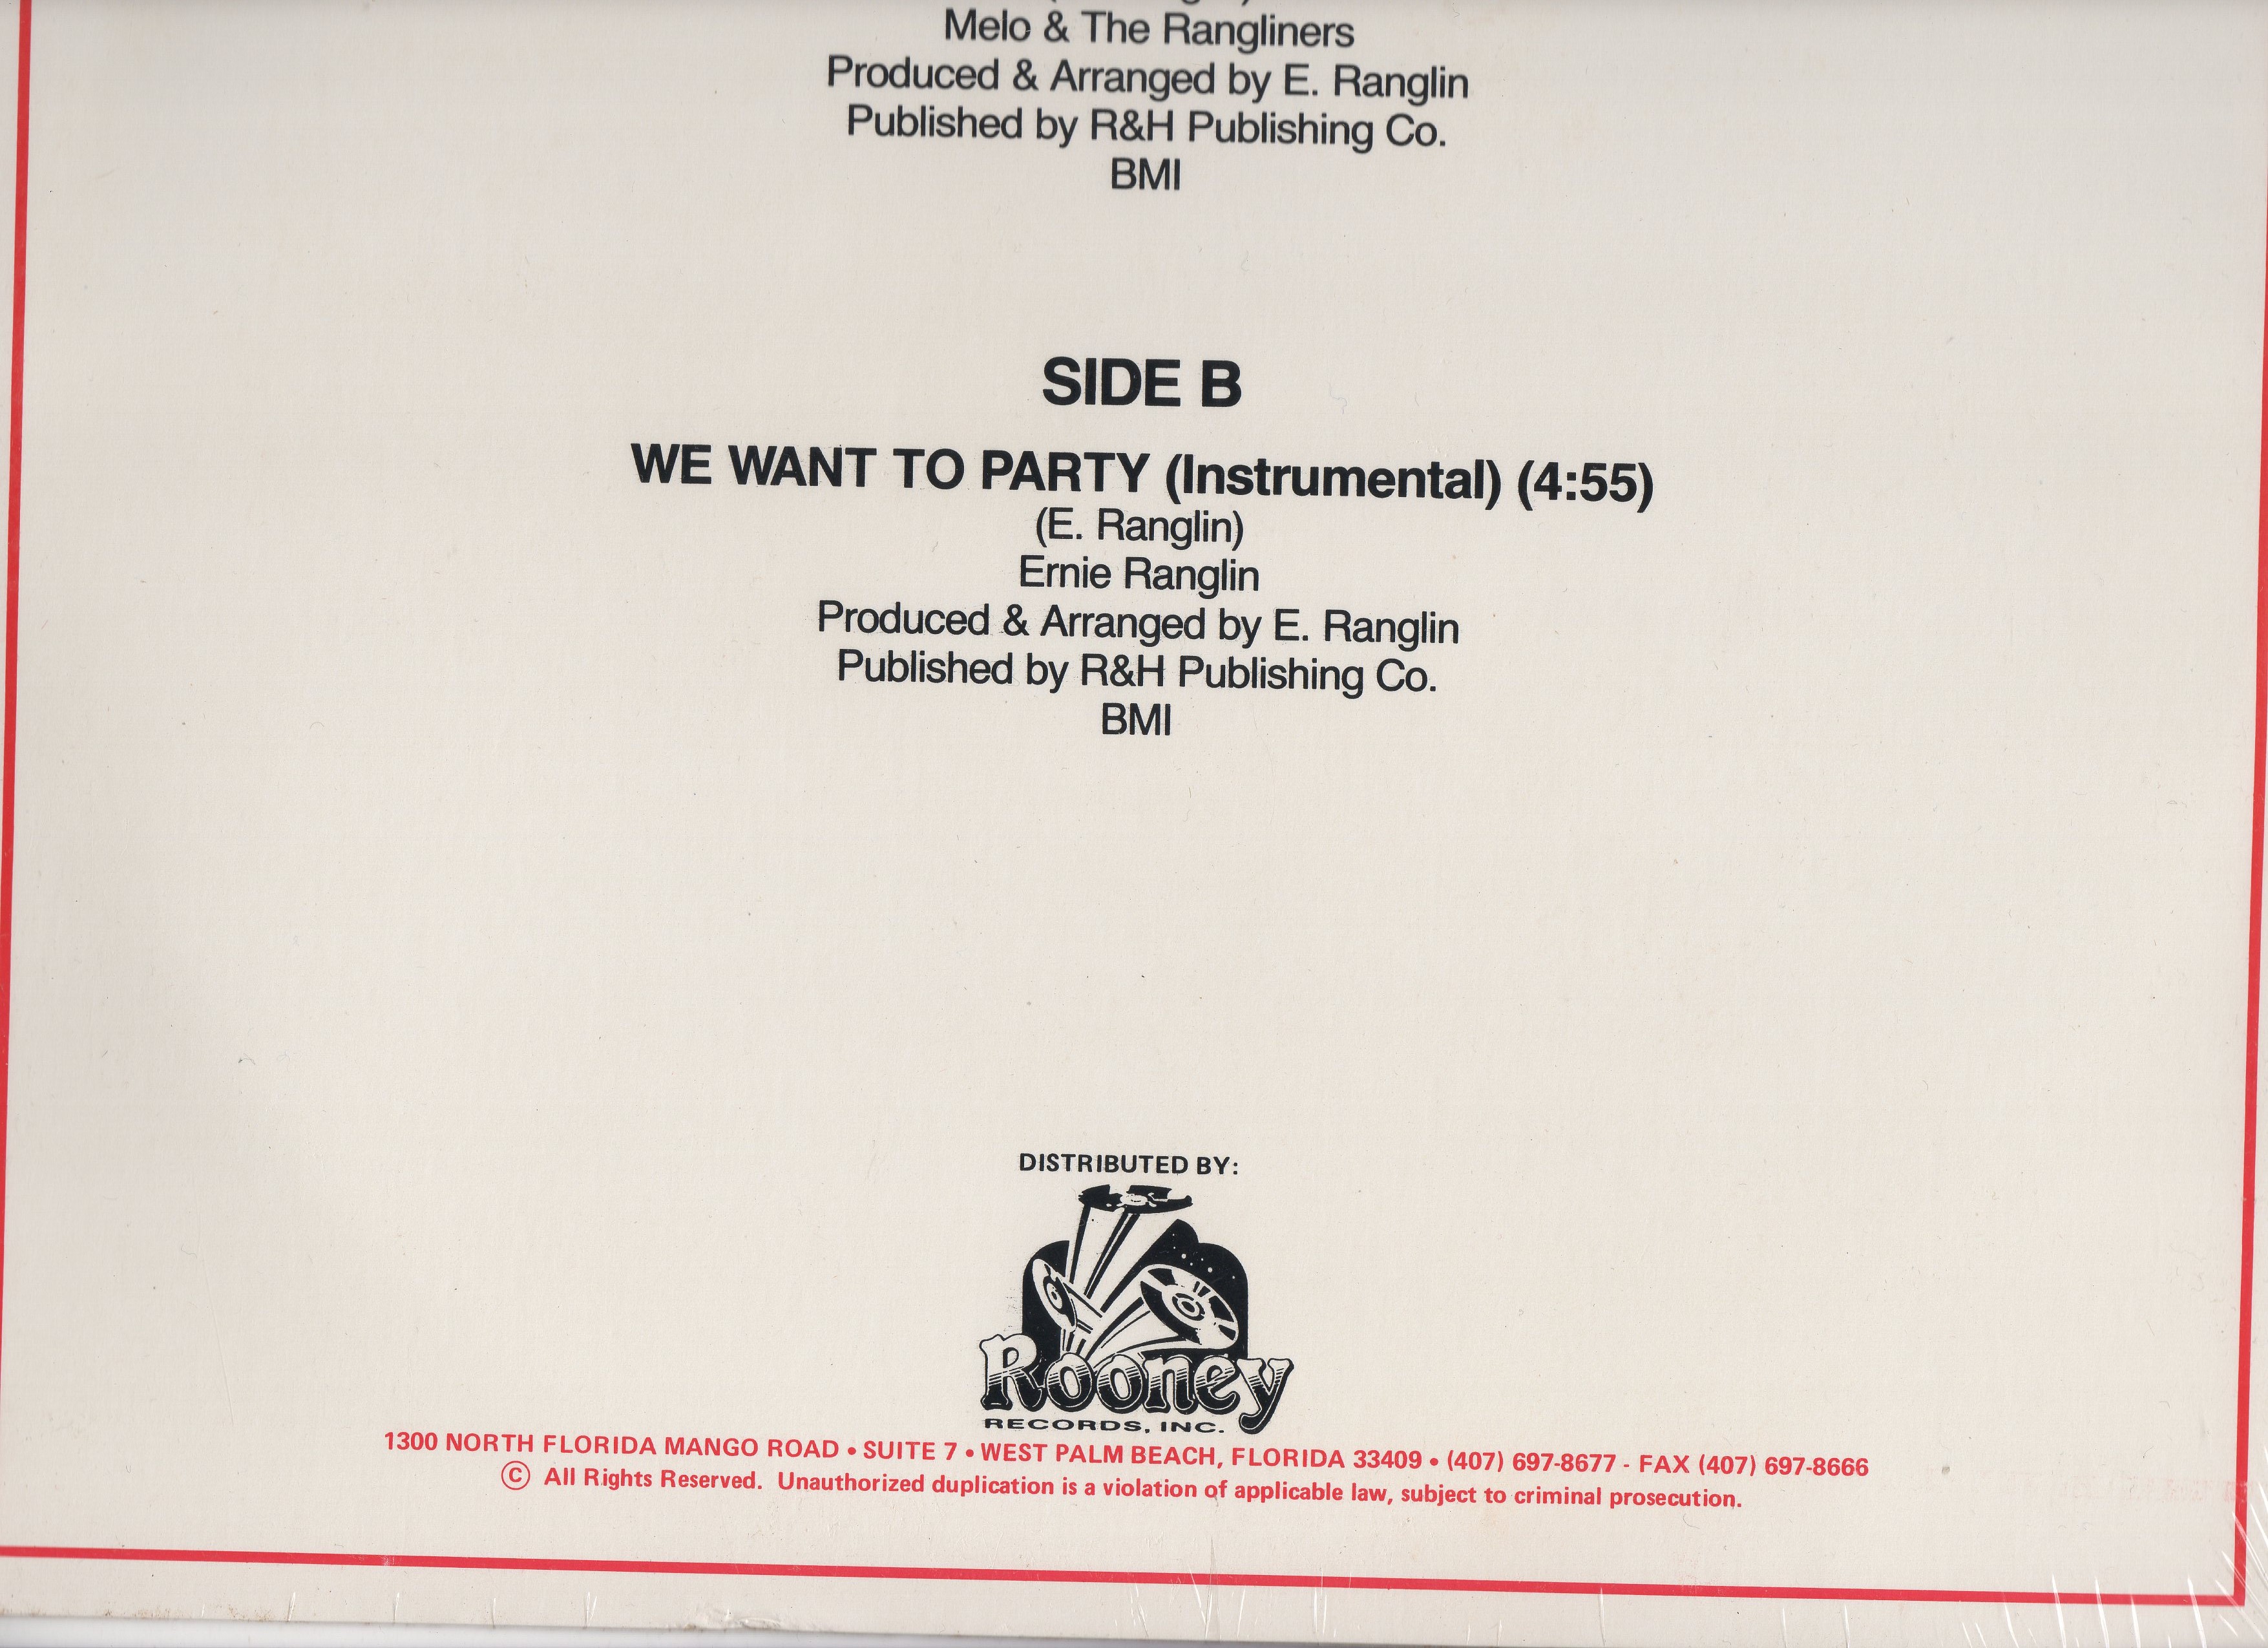 Melo & The Rangliners
Produced & Arranged by E. Ranglin
Published by R&H Publishing Co.
BMI
SIDE B
WE WANT TO PARTY (Instrumental) (4:55)
(E. Ranglin)
Ernie Ranglin
Produced & Arranged by E. Ranglin
Published by R&H Publishing Co.
BMI
DISTRIBUTED BY:
Rooney
RECORDS, INC.
1300 NORTH FLORIDA MANGO ROAD • SUITE 7 • WEST PALM BEACH, FLORIDA 33409 • (407) 697-8677 - FAX (407) 697-8666
© All Rights Reserved. Unauthorized duplication is a violation of applicable law, subject to criminal prosecution.